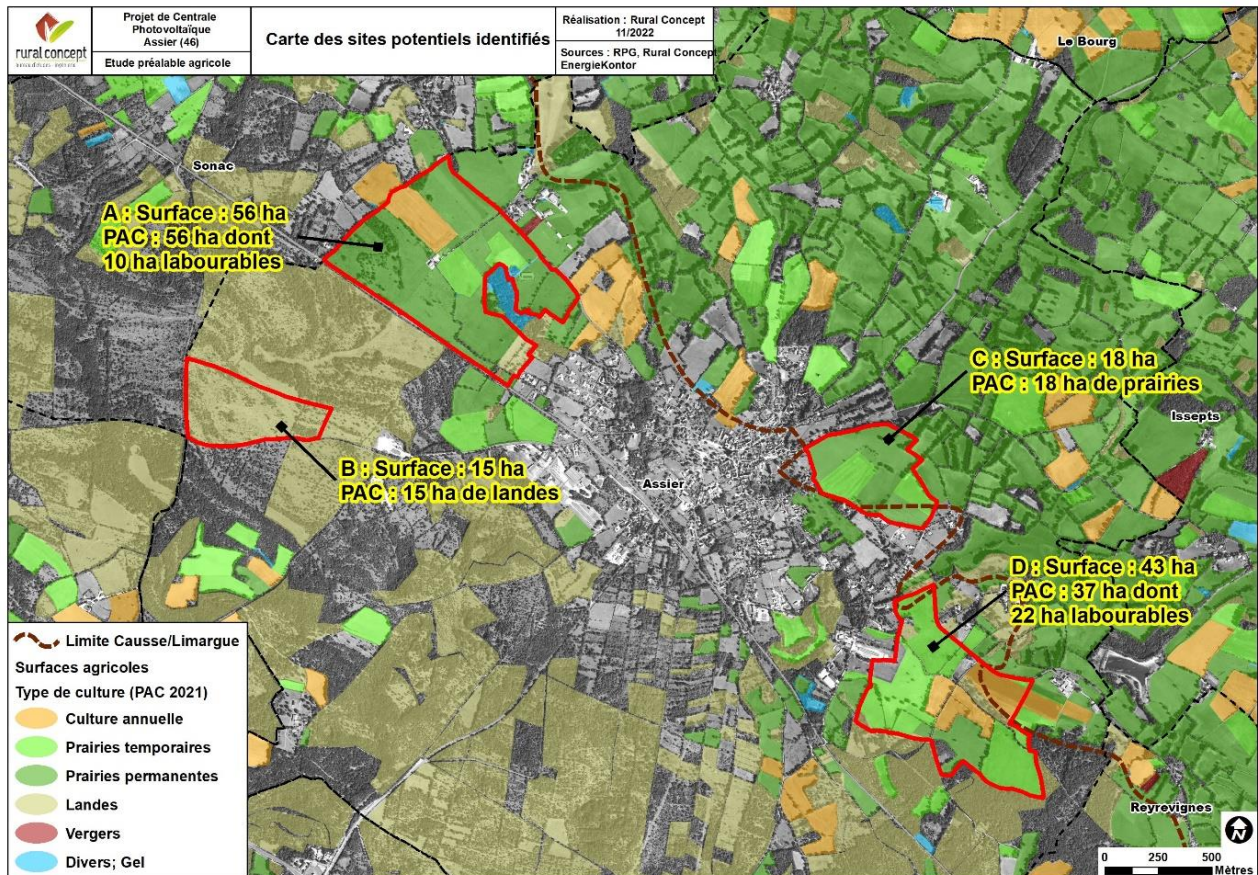 rural concept
Projet de Centrale
Photovoltaïque
Assier (46)
Etude préalable agricole
Carte des sites potentiels identifiés
Réalisation : Rural Concept
11/2022
Sources : RPG, Rural Concept
EnergieKontor
Le Bourg
Sonac
A : Surface : 56 ha
PAC : 56 ha dont
10 ha labourables
C : Surface : 18 ha
PAC : 18 ha de prairies
Issepts
B : Surface : 15 ha
PAC : 15 ha de landes
Assier
D : Surface : 43 ha
PAC : 37 ha dont
22 ha labourables
Limite Causse/Limargue
Surfaces agricoles
Type de culture (PAC 2021)
Culture annuelle
Prairies temporaires
Prairies permanentes
Landes
Vergers
Divers; Gel
Reyrevignes
N
0 250 500
Mètres